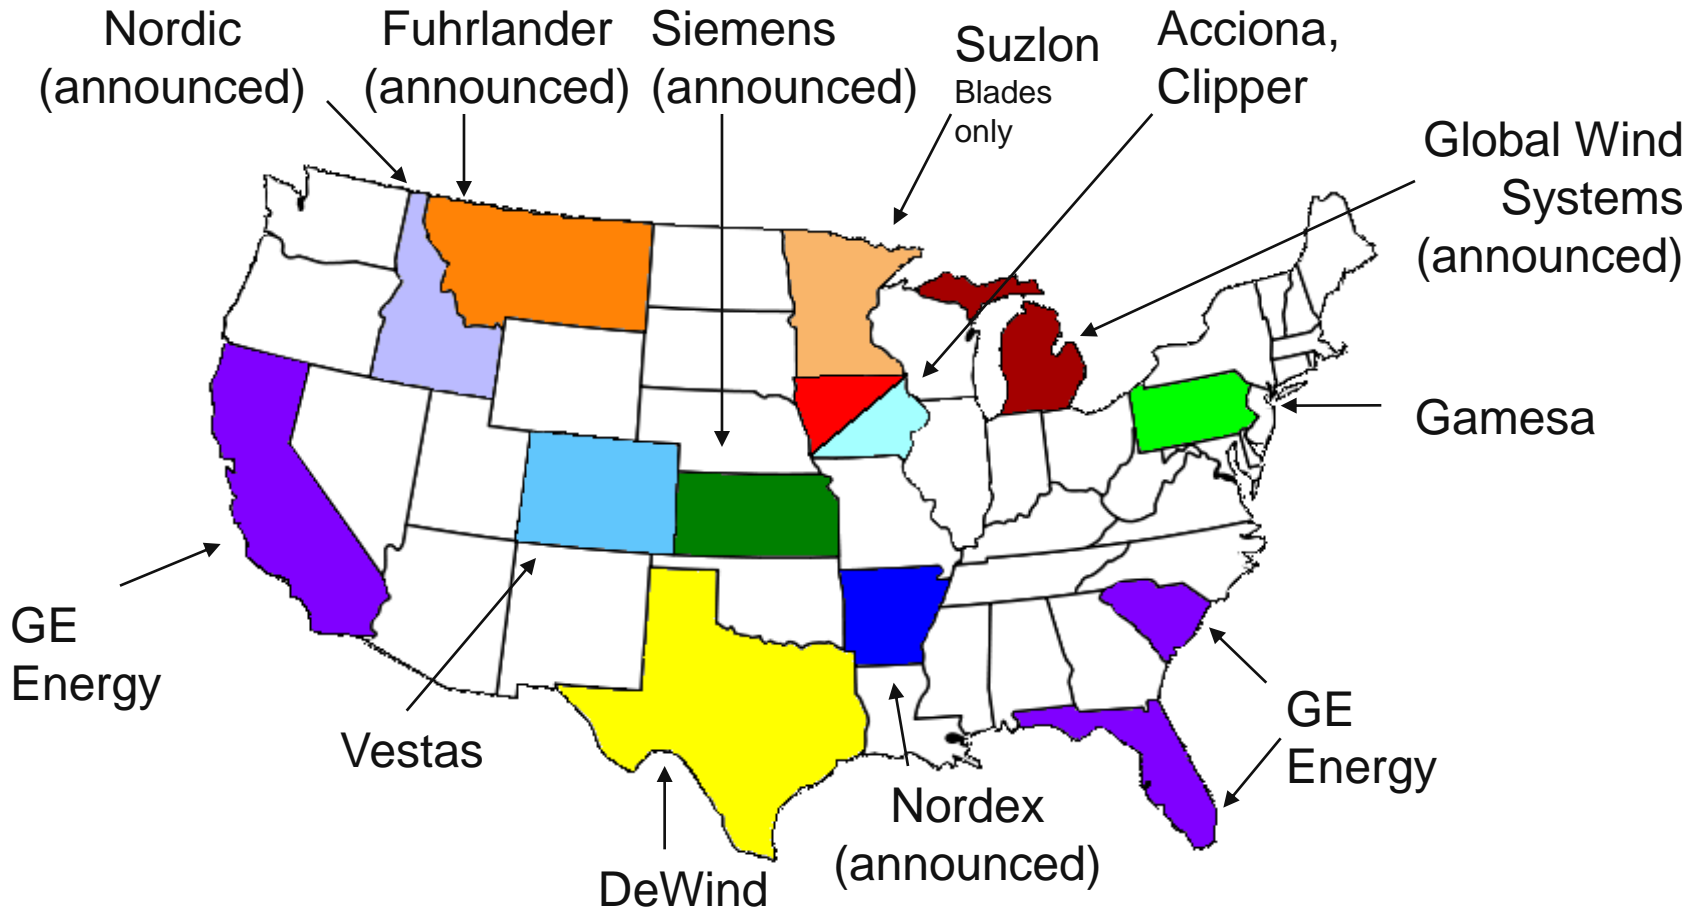 Nordic
(announced)
Fuhrlander
(announced)
Siemens
(announced)
Suzlon
Blades
only
Acciona,
Clipper
Global Wind
Systems
(announced)
Gamesa
GE
Energy
Vestas
DeWind
Nordex
(announced)
GE
Energy